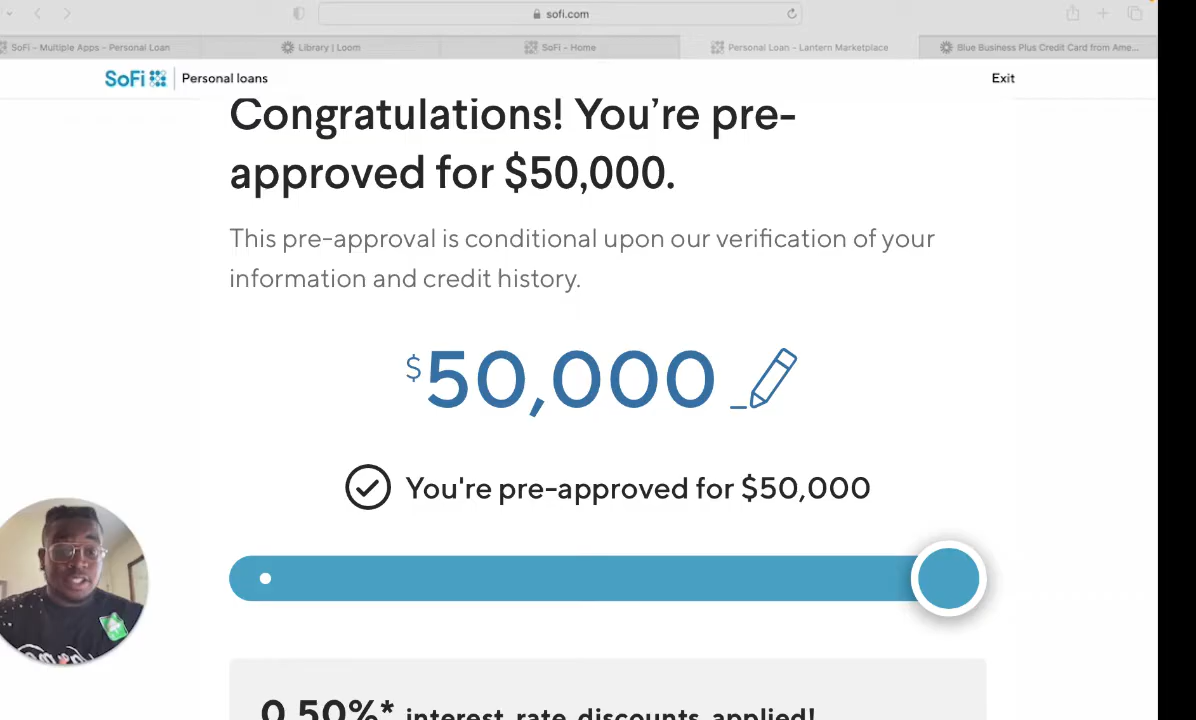 sofi.com
SoFi - Multiple Apps - Personal Loan
Library | Loom
SoFi - Home
Personal Loan - Lantern Marketplace
Blue Business Plus Credit Card from Ame...
SoFi Personal loans
Exit
Congratulations! You're pre-
approved for $50,000.
This pre-approval is conditional upon our verification of your
information and credit history.
$50,000
You're pre-approved for $50,000
0.50%* interest rate discounts applied!